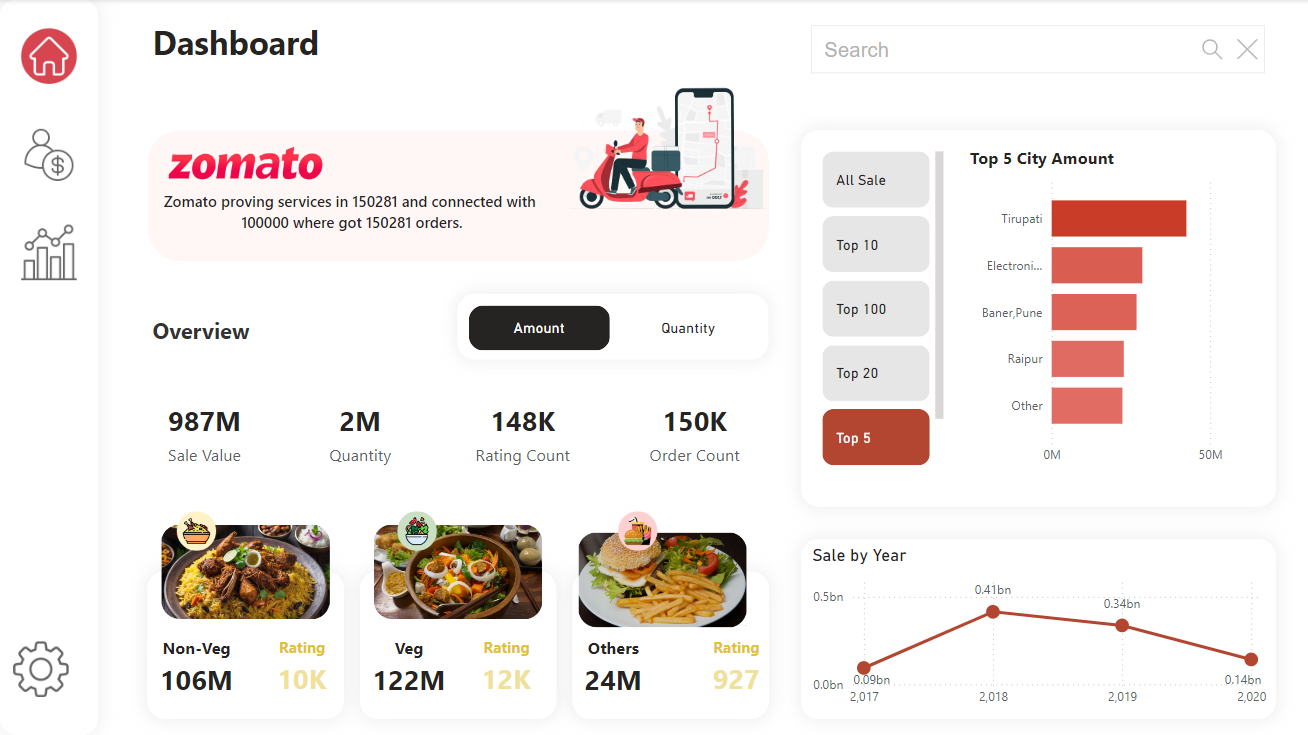 Dashboard
Search
zomato
Zomato proving services in 150281 and connected with
100000 where got 150281 orders.
Overview
Amount
Quantity
987M
Sale Value
2M
Quantity
148K
Rating Count
150K
Order Count
Non-Veg
Rating
106M
10K
Veg
Rating
122M
12K
Others
Rating
24M
927
All Sale
Top 10
Top 100
Top 20
Top 5
Top 5 City Amount
Tirupati
Electroni...
Baner,Pune
Raipur
Other
0M
50M
Sale by Year
0.5bn
0.0bn
0.09bn
0.41bn
0.34bn
0.14bn
2,017
2,018
2,019
2,020